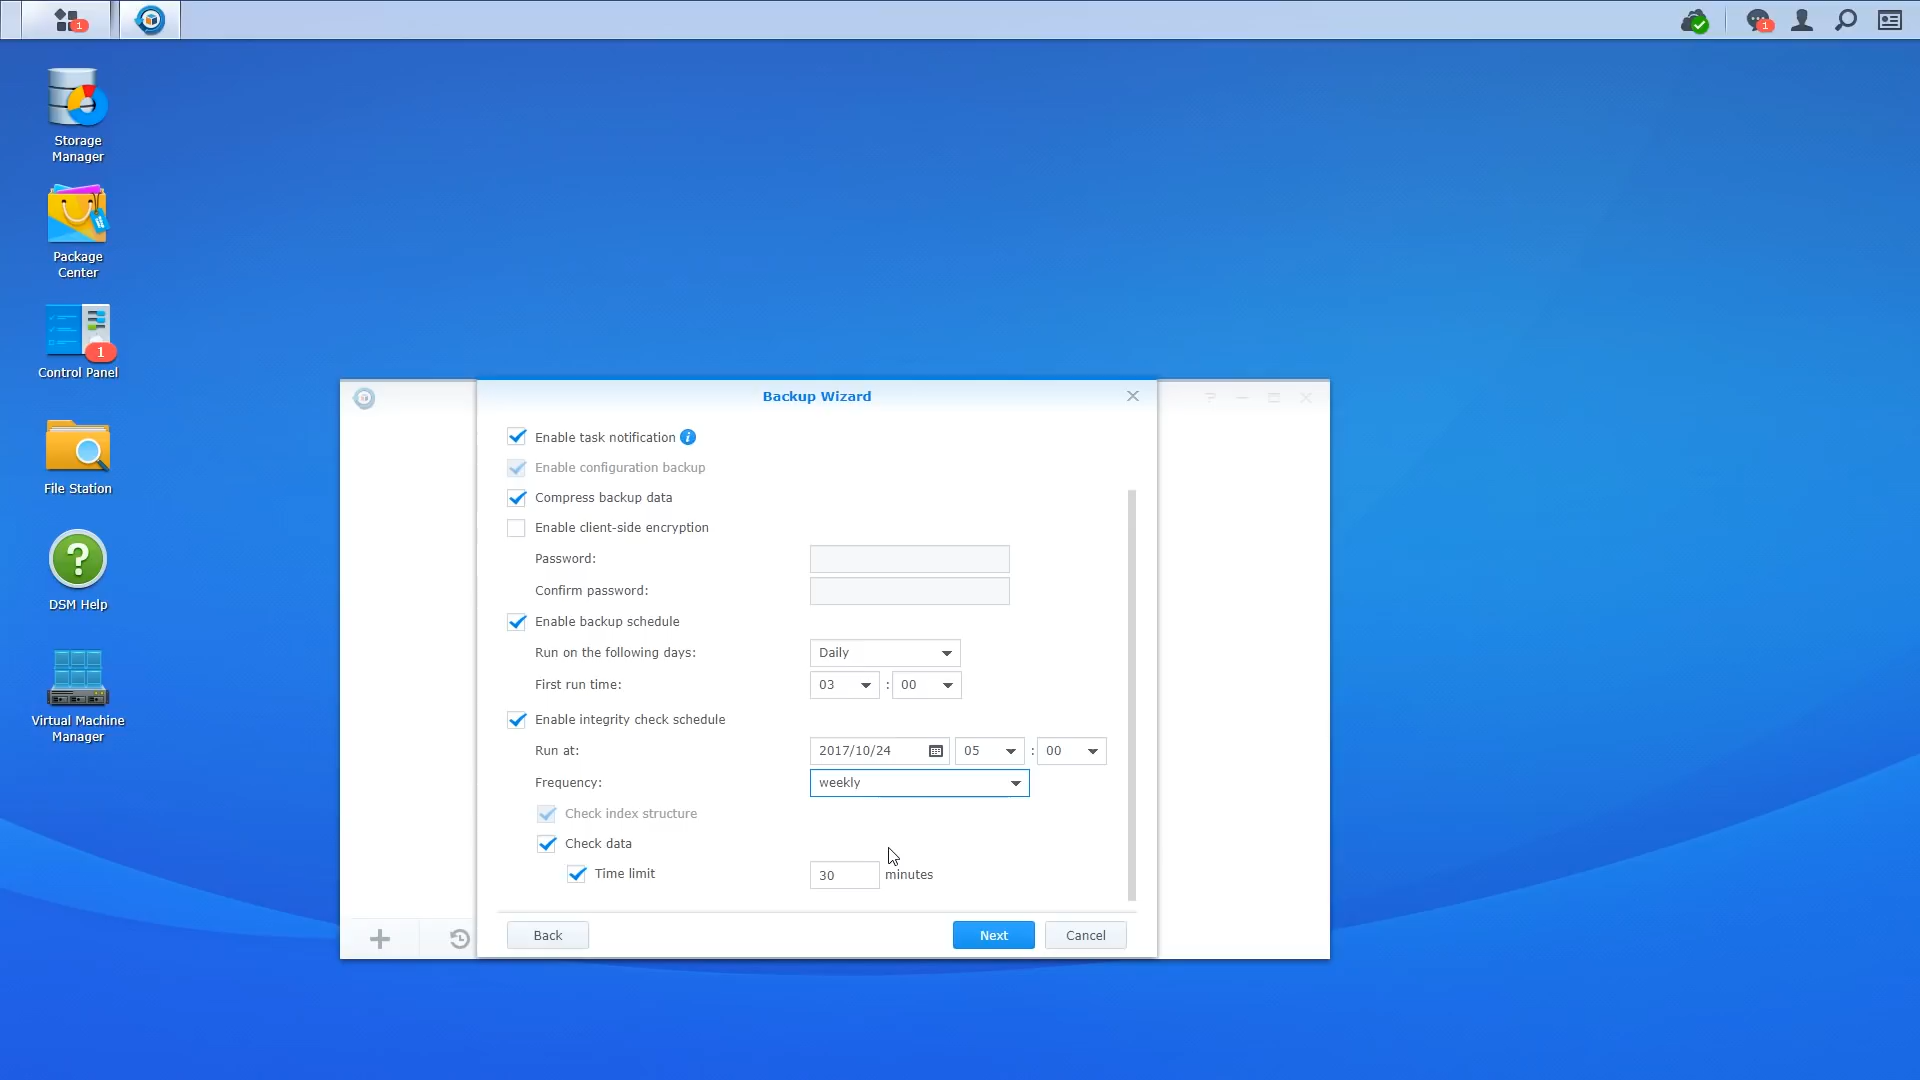 1
1
Storage
Manager
Package
Center
1
Control Panel
File Station
?
DSM Help
Virtual Machine
Manager
Backup Wizard
?
Enable task notification i
Enable configuration backup
Compress backup data
Enable client-side encryption
Password:
Confirm password:
Enable backup schedule
Run on the following days: Daily
First run time: 03 : 00
Enable integrity check schedule
Run at: 2017/10/24 05 : 00
Frequency: weekly
Check index structure
Check data
Time limit 30 minutes
Back Next Cancel